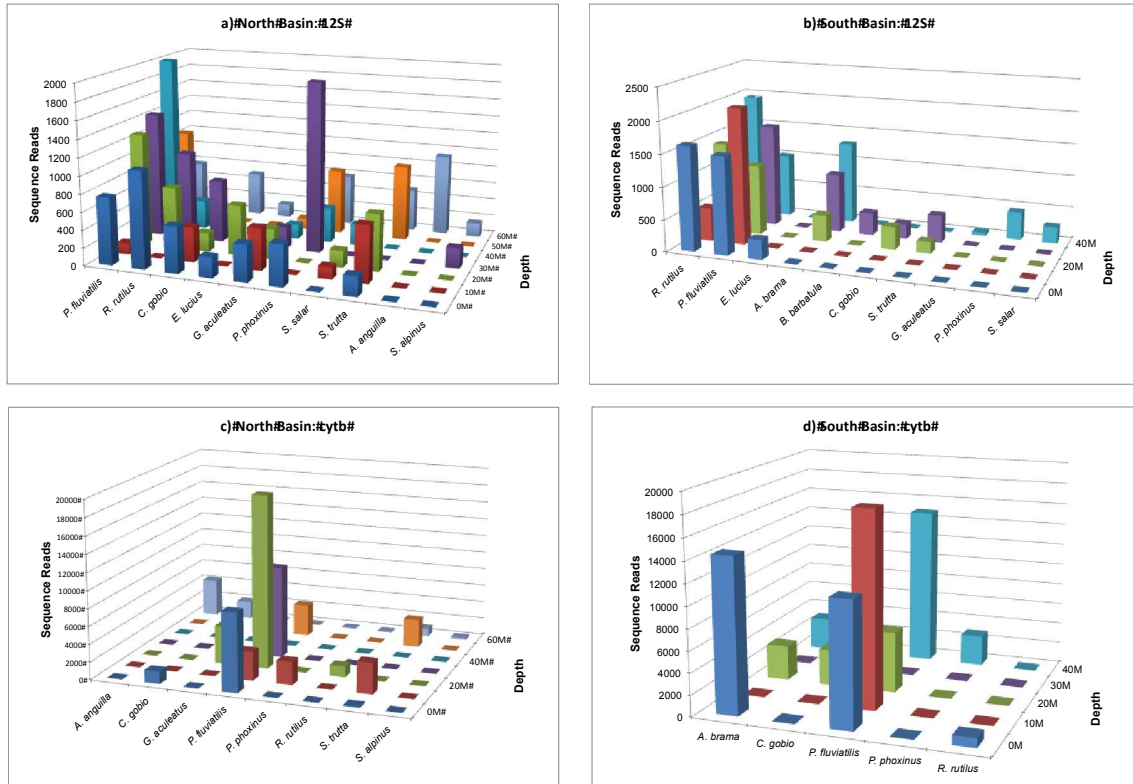 a)#North#Basin:#12S#
Sequence Reads
2000
1800
1600
1400
1200
1000
800
600
400
200
0
P. fluviatilis
R. rutilus
C. gobio
E. lucius
G. aculeatus
P. phoxinus
S. salar
S. trutta
A. anguilla
S. alpinus
60M#
50M#
40M#
30M#
20M#
10M#
0M#
Depth
b)#South#Basin:#12S#
Sequence Reads
2500
2000
1500
1000
500
0
R. rutilus
P. fluviatilis
E. lucius
A. brama
B. barbatula
C. gobio
S. trutta
G. aculeatus
P. phoxinus
S. salar
40M
20M
0M
Depth
c)#North#Basin:#cytb#
Sequence Reads
20000#
18000#
16000#
14000#
12000#
10000#
8000#
6000#
4000#
2000#
0#
A. anguilla
C. gobio
G. aculeatus
P. fluviatilis
P. phoxinus
R. rutilus
S. trutta
S. alpinus
60M#
40M#
20M#
0M#
Depth
d)#South#Basin:#cytb#
Sequence Reads
20000
18000
16000
14000
12000
10000
8000
6000
4000
2000
0
A. brama
C. gobio
P. fluviatilis
P. phoxinus
R. rutilus
40M
30M
20M
10M
0M
Depth